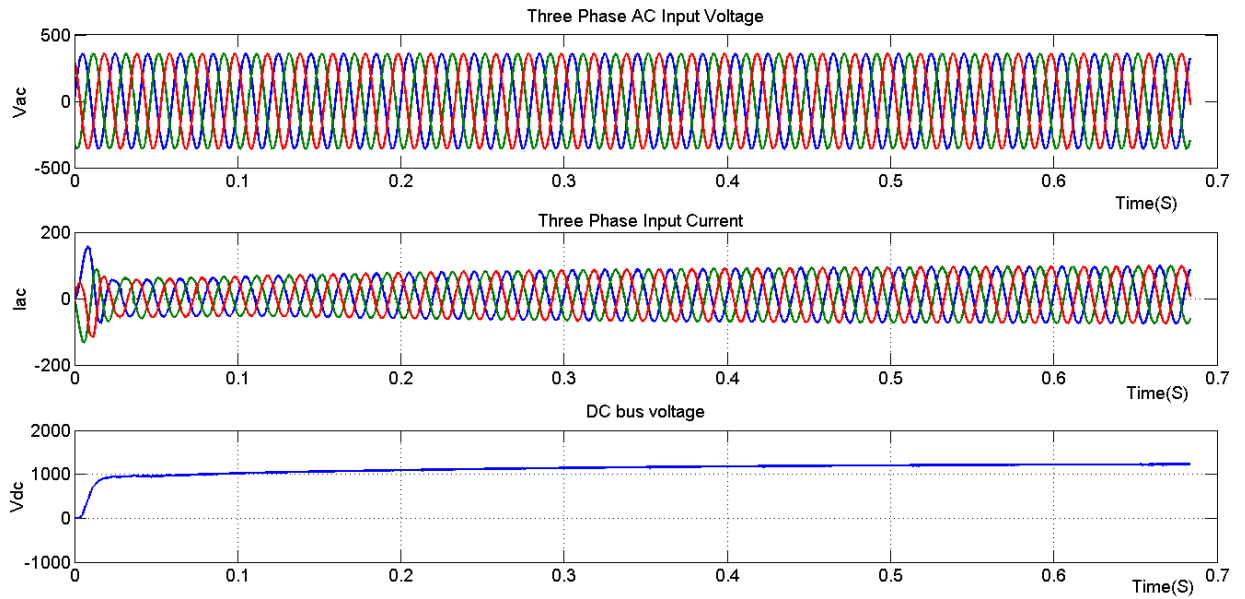 Three Phase AC Input Voltage
500
0
-500
Vac
0 0.1 0.2 0.3 0.4 0.5 0.6 0.7
Time(S)
Three Phase Input Current
200
0
-200
Iac
0 0.1 0.2 0.3 0.4 0.5 0.6 0.7
Time(S)
DC bus voltage
2000
1000
0
-1000
Vdc
0 0.1 0.2 0.3 0.4 0.5 0.6 0.7
Time(S)